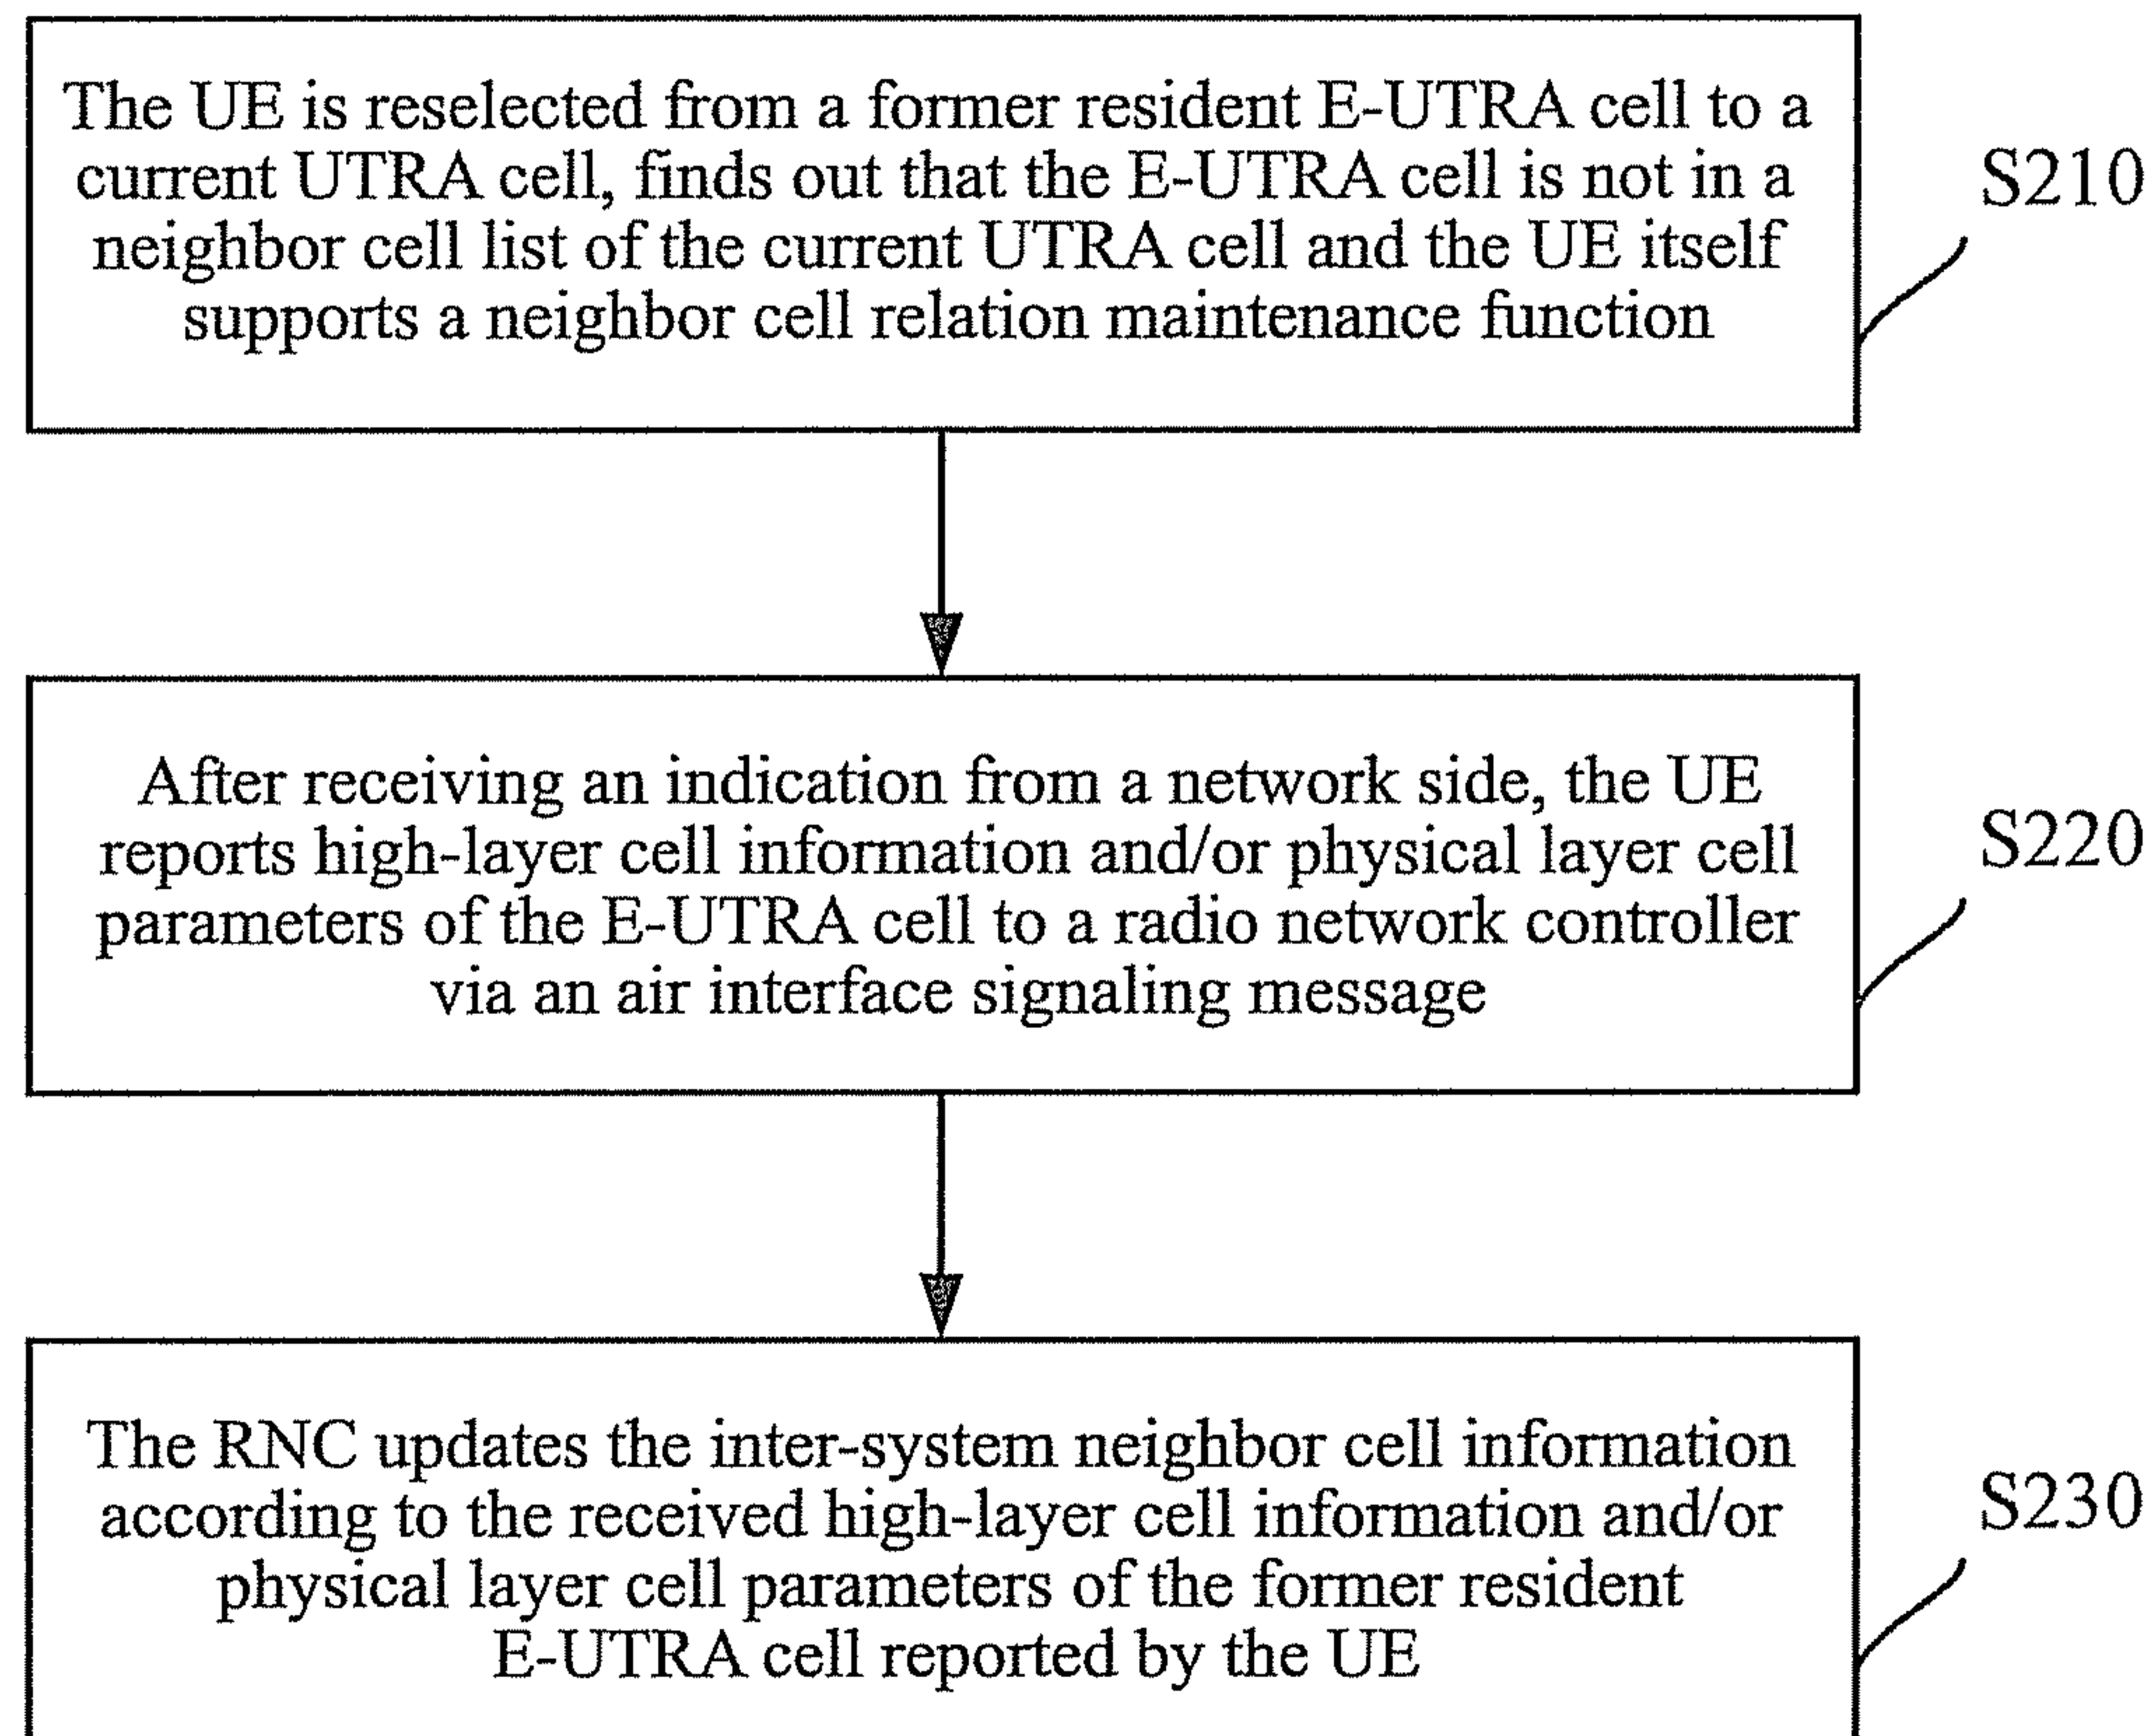 The UE is reselected from a former resident E-UTRA cell to a
current UTRA cell, finds out that the E-UTRA cell is not in a
neighbor cell list of the current UTRA cell and the UE itself
supports a neighbor cell relation maintenance function
S210
After receiving an indication from a network side, the UE
reports high-layer cell information and/or physical layer cell
parameters of the E-UTRA cell to a radio network controller
via an air interface signaling message
S220
The RNC updates the inter-system neighbor cell information
according to the received high-layer cell information and/or
physical layer cell parameters of the former resident
E-UTRA cell reported by the UE
S230